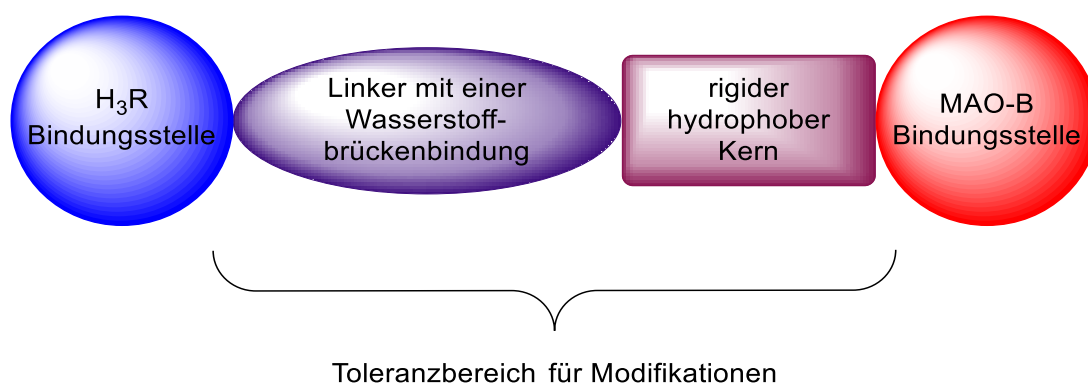 H₃R
Bindungsstelle
Linker mit einer
Wasserstoff-
brückenbindung
rigider
hydrophober
Kern
MAO-B
Bindungsstelle
Toleranzbereich für Modifikationen